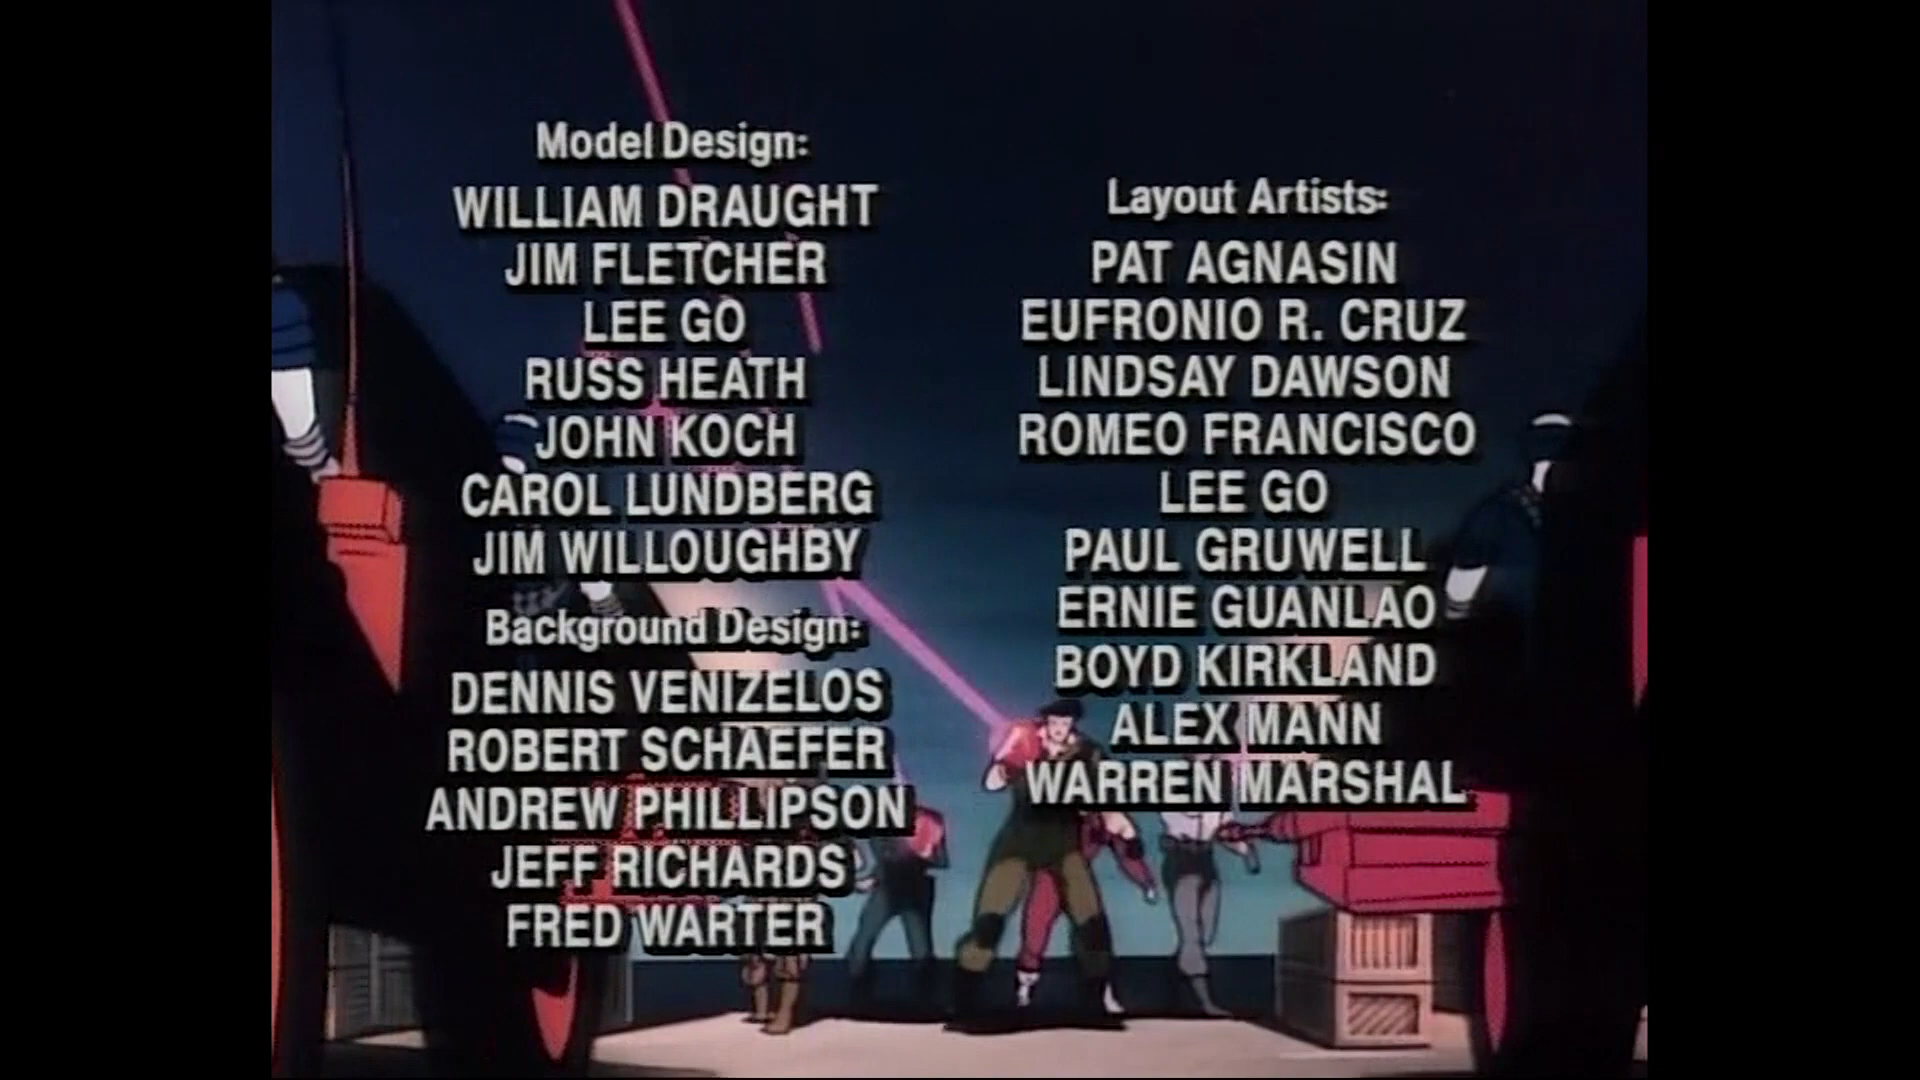 Model Design:
WILLIAM DRAUGHT
JIM FLETCHER
LEE GO
RUSS HEATH
JOHN KOCH
CAROL LUNDBERG
JIM WILLOUGHBY
Background Design:
DENNIS VENIZELOS
ROBERT SCHAEFER
ANDREW PHILLIPSON
JEFF RICHARDS
FRED WARTER
Layout Artists:
PAT AGNASIN
EUFRONIO R. CRUZ
LINDSAY DAWSON
ROMEO FRANCISCO
LEE GO
PAUL GRUWELL
ERNIE GUANLAO
BOYD KIRKLAND
ALEX MANN
WARREN MARSHAL